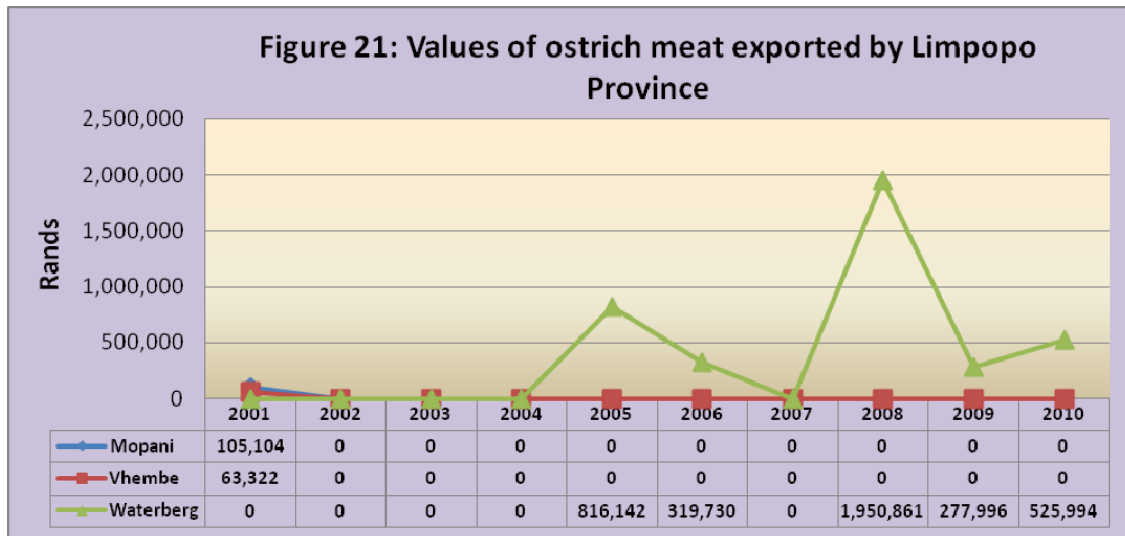 Figure 21: Values of ostrich meat exported by Limpopo
Province
2,500,000
2,000,000
1,500,000
1,000,000
500,000
0
Rands
2001 2002 2003 2004 2005 2006 2007 2008 2009 2010
Mopani 105,104 0 0 0 0 0 0 0 0 0
Vhembe 63,322 0 0 0 0 0 0 0 0 0
Waterberg 0 0 0 0 816,142 319,730 0 1,950,861 277,996 525,994